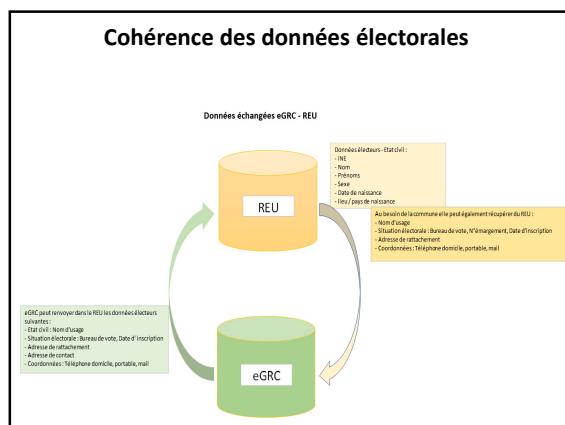 Cohérence des données électorales
Données échangées eGRC - REU
Données électeurs - Etat civil :
- INE
- Nom
- Prénoms
- Sexe
- Date de naissance
- lieu / pays de naissance
REU
Au besoin de la commune elle peut également récupérer du REU :
- Nom d'usage
- Situation électorale : Bureau de vote, N°émargement, Date d'inscription
- Adresse de rattachement
- Coordonnées : Téléphone domicile, portable, mail
eGRC peut renvoyer dans le REU les données électeurs
suivantes :
- Etat civil : Nom d'usage
- Situation électorale : Bureau de vote, Date d' inscription
- Adresse de rattachement
- Adresse de contact
- Coordonnées : Téléphone domicile, portable, mail
eGRC